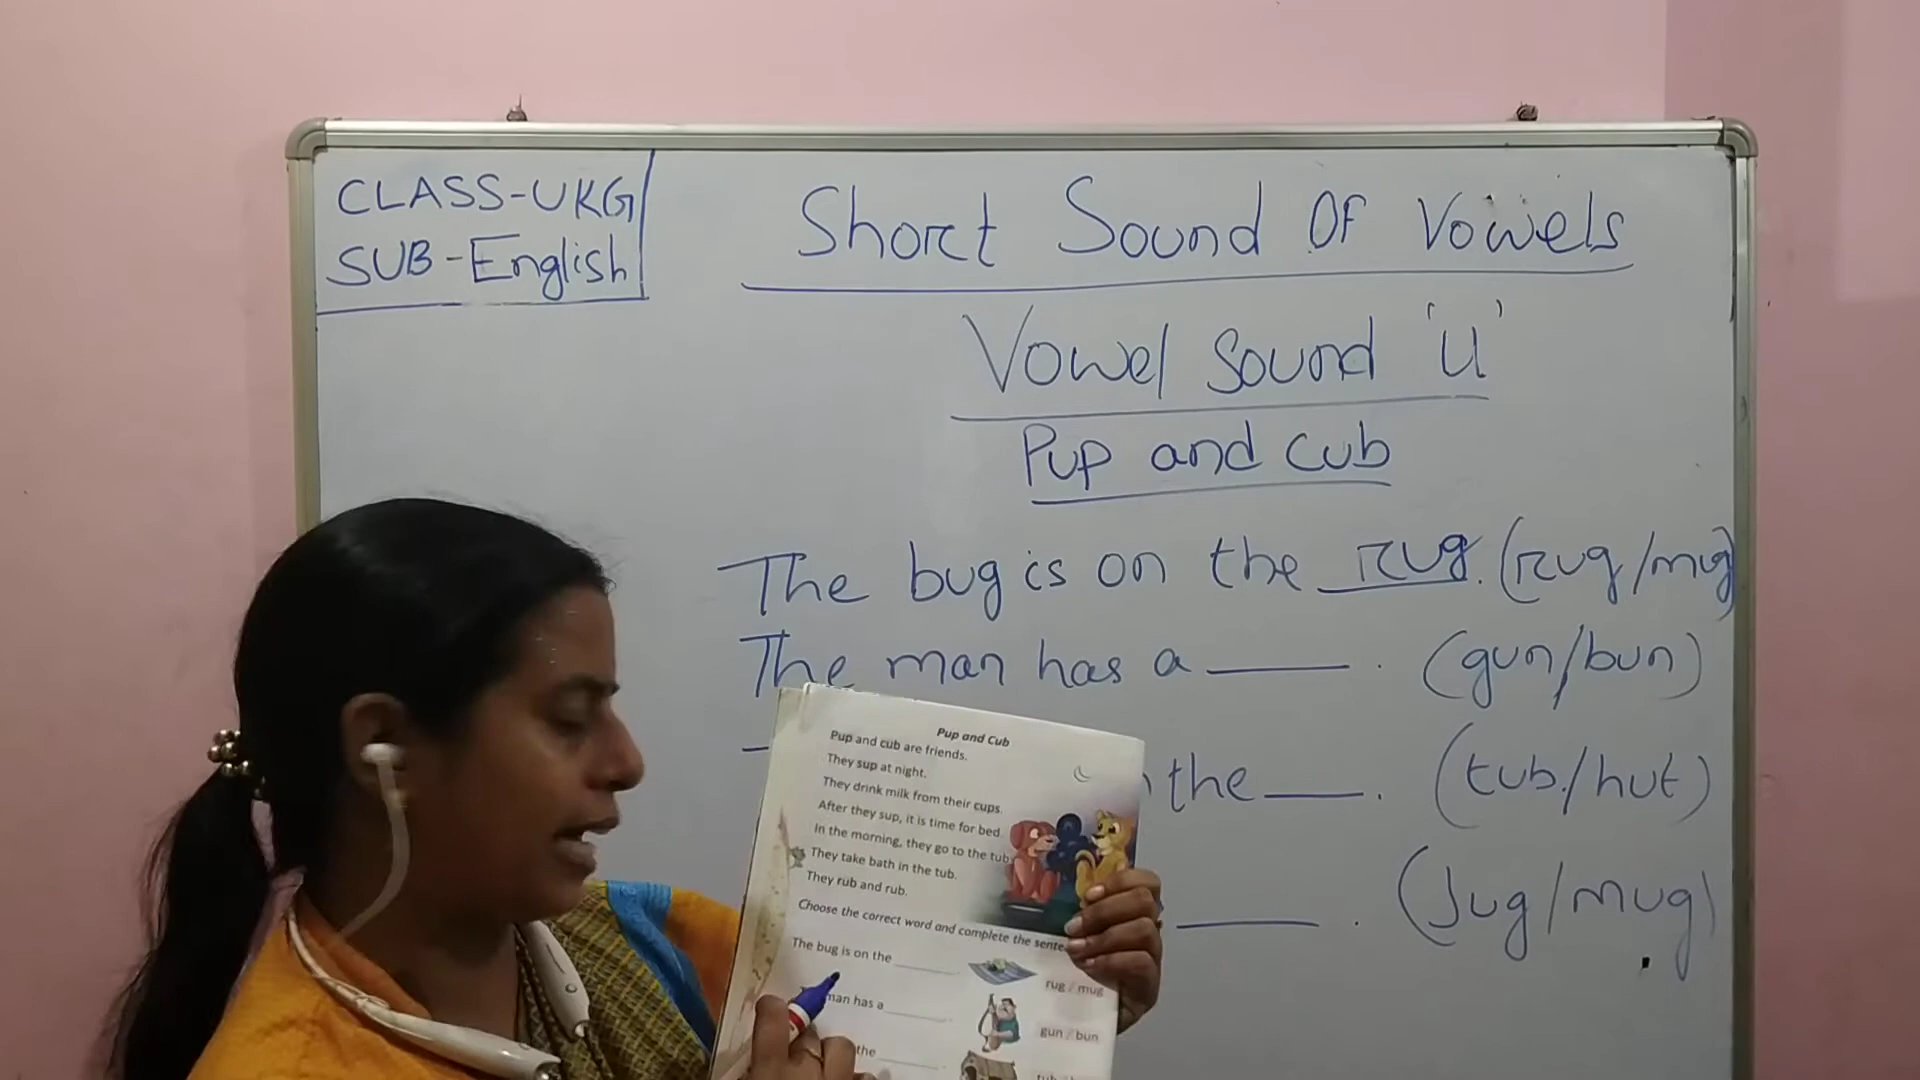 CLASS-UKG
SUB-English
Short Sound Of Vowels
Vowel Sound 'U'
Pup and Cub
The bug is on the rug. (rug/mug)
The man has a ____. (gun/bun)
the ____. (tub/hut)
____. (Jug/mug)
Pup and Cub
Pup and cub are friends.
They sup at night.
They drink milk from their cups.
After they sup, it is time for bed.
In the morning, they go to the tub
They take bath in the tub.
They rub and rub.
Choose the correct word and complete the sente
The bug is on the ____ rug / mug
man has a ____ gun / bun
the ____